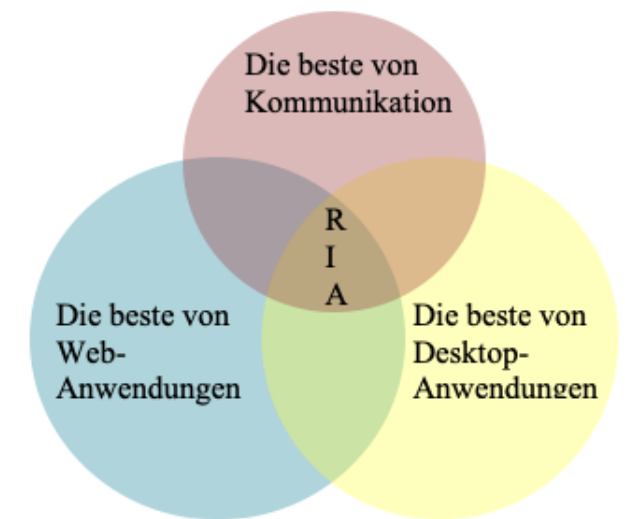 Die beste von
Kommunikation
R
I
A
Die beste von
Web-
Anwendungen
Die beste von
Desktop-
Anwendungen